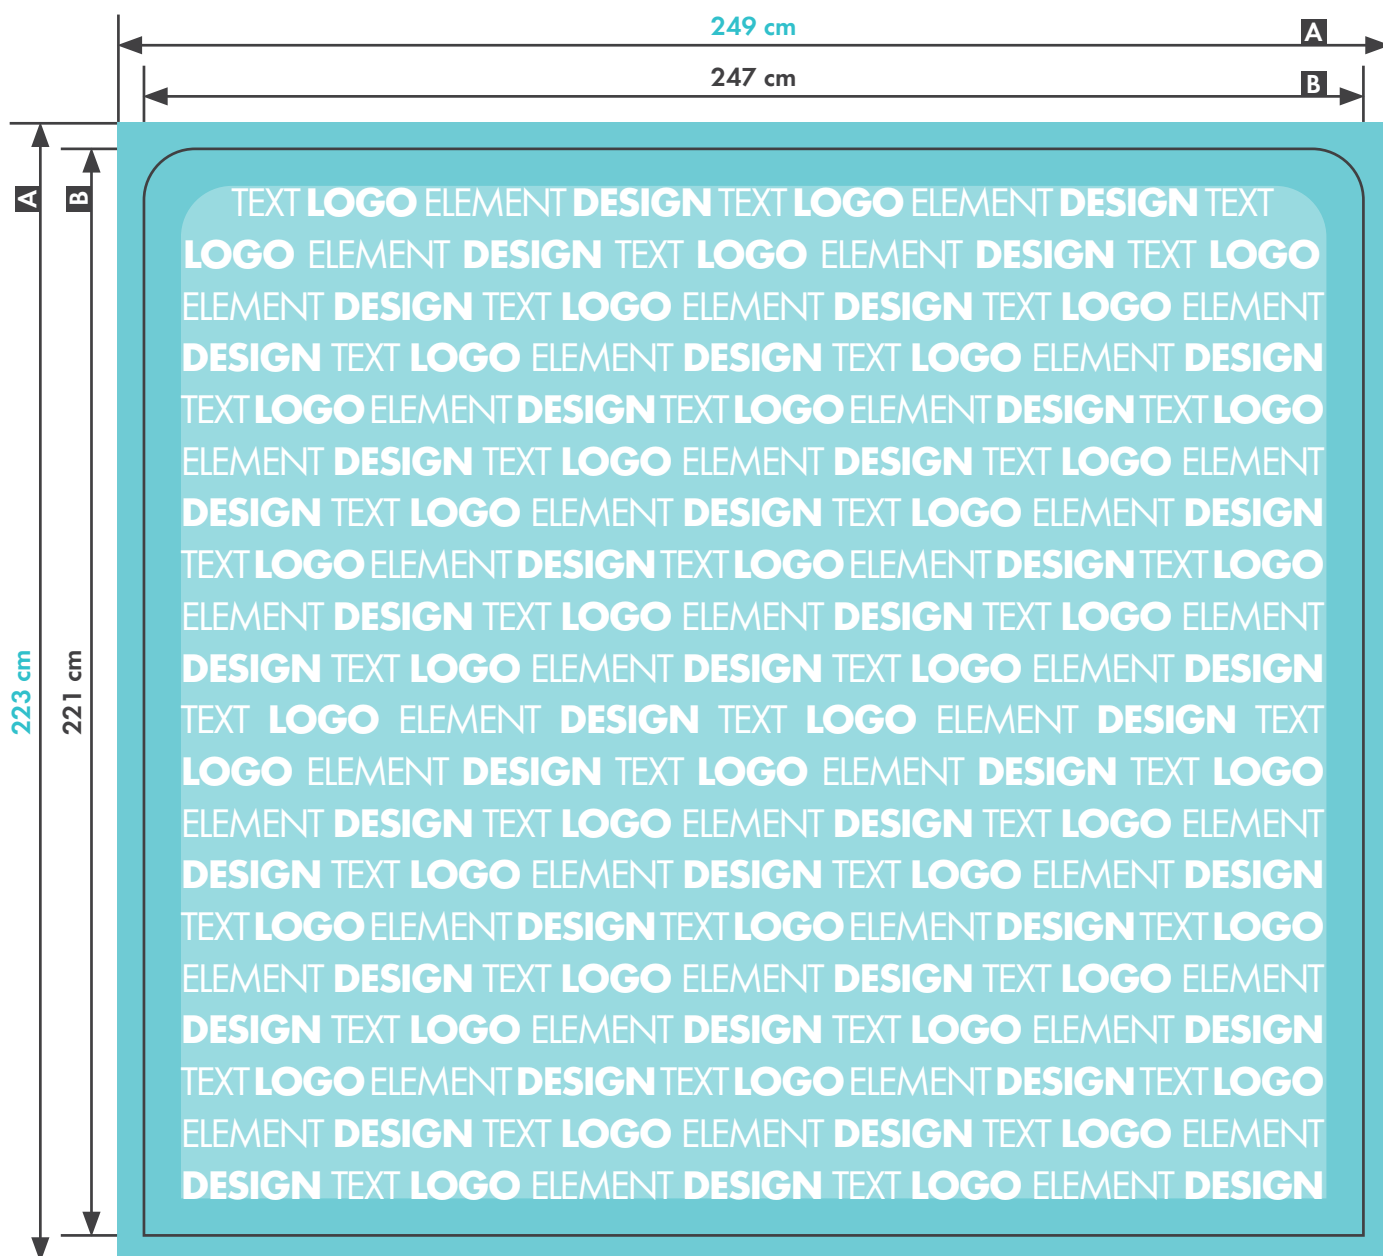 249 cm
A
247 cm
B
A
B
223 cm
221 cm
TEXT LOGO ELEMENT DESIGN TEXT LOGO ELEMENT DESIGN TEXT
LOGO ELEMENT DESIGN TEXT LOGO ELEMENT DESIGN TEXT LOGO
ELEMENT DESIGN TEXT LOGO ELEMENT DESIGN TEXT LOGO ELEMENT
DESIGN TEXT LOGO ELEMENT DESIGN TEXT LOGO ELEMENT DESIGN
TEXT LOGO ELEMENT DESIGN TEXT LOGO ELEMENT DESIGN TEXT LOGO
ELEMENT DESIGN TEXT LOGO ELEMENT DESIGN TEXT LOGO ELEMENT
DESIGN TEXT LOGO ELEMENT DESIGN TEXT LOGO ELEMENT DESIGN
TEXT LOGO ELEMENT DESIGN TEXT LOGO ELEMENT DESIGN TEXT LOGO
ELEMENT DESIGN TEXT LOGO ELEMENT DESIGN TEXT LOGO ELEMENT
DESIGN TEXT LOGO ELEMENT DESIGN TEXT LOGO ELEMENT DESIGN
TEXT LOGO ELEMENT DESIGN TEXT LOGO ELEMENT DESIGN TEXT
LOGO ELEMENT DESIGN TEXT LOGO ELEMENT DESIGN TEXT LOGO
ELEMENT DESIGN TEXT LOGO ELEMENT DESIGN TEXT LOGO ELEMENT
DESIGN TEXT LOGO ELEMENT DESIGN TEXT LOGO ELEMENT DESIGN
TEXT LOGO ELEMENT DESIGN TEXT LOGO ELEMENT DESIGN TEXT LOGO
ELEMENT DESIGN TEXT LOGO ELEMENT DESIGN TEXT LOGO ELEMENT
DESIGN TEXT LOGO ELEMENT DESIGN TEXT LOGO ELEMENT DESIGN
TEXT LOGO ELEMENT DESIGN TEXT LOGO ELEMENT DESIGN TEXT LOGO
ELEMENT DESIGN TEXT LOGO ELEMENT DESIGN TEXT LOGO ELEMENT
DESIGN TEXT LOGO ELEMENT DESIGN TEXT LOGO ELEMENT DESIGN